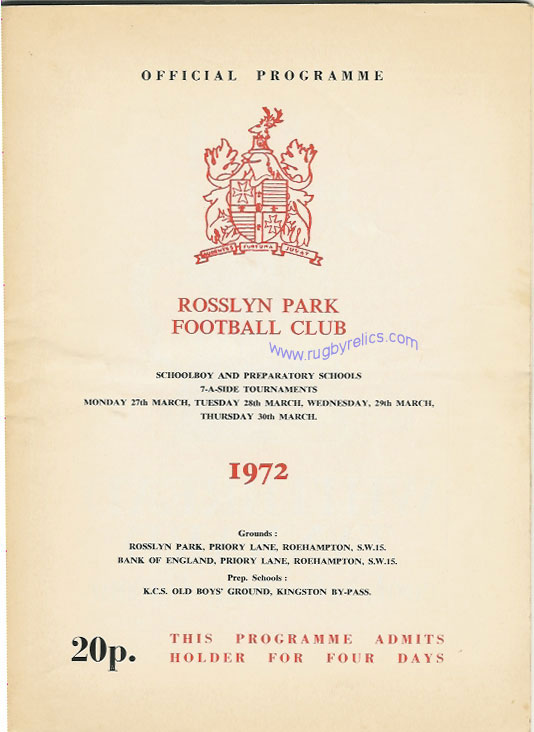 OFFICIAL PROGRAMME
FORTUNA JUVAT
ROSSLYN PARK
FOOTBALL CLUB
www.rugbyrelics.com
SCHOOLBOY AND PREPARATORY SCHOOLS
7-A-SIDE TOURNAMENTS
MONDAY 27th MARCH, TUESDAY 28th MARCH, WEDNESDAY, 29th MARCH,
THURSDAY 30th MARCH.
1972
Grounds :
ROSSLYN PARK, PRIORY LANE, ROEHAMPTON, S.W.15.
BANK OF ENGLAND, PRIORY LANE, ROEHAMPTON, S.W.15.
Prep. Schools :
K.C.S. OLD BOYS' GROUND, KINGSTON BY-PASS.
20p.
THIS PROGRAMME ADMITS
HOLDER FOR FOUR DAYS